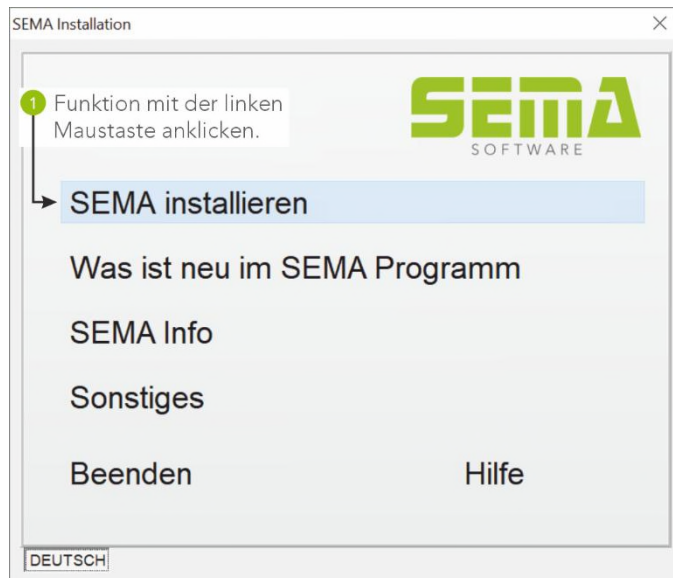 SEMA Installation
1 Funktion mit der linken
Maustaste anklicken.
SEMA
SOFTWARE
SEMA installieren
Was ist neu im SEMA Programm
SEMA Info
Sonstiges
Beenden
Hilfe
DEUTSCH